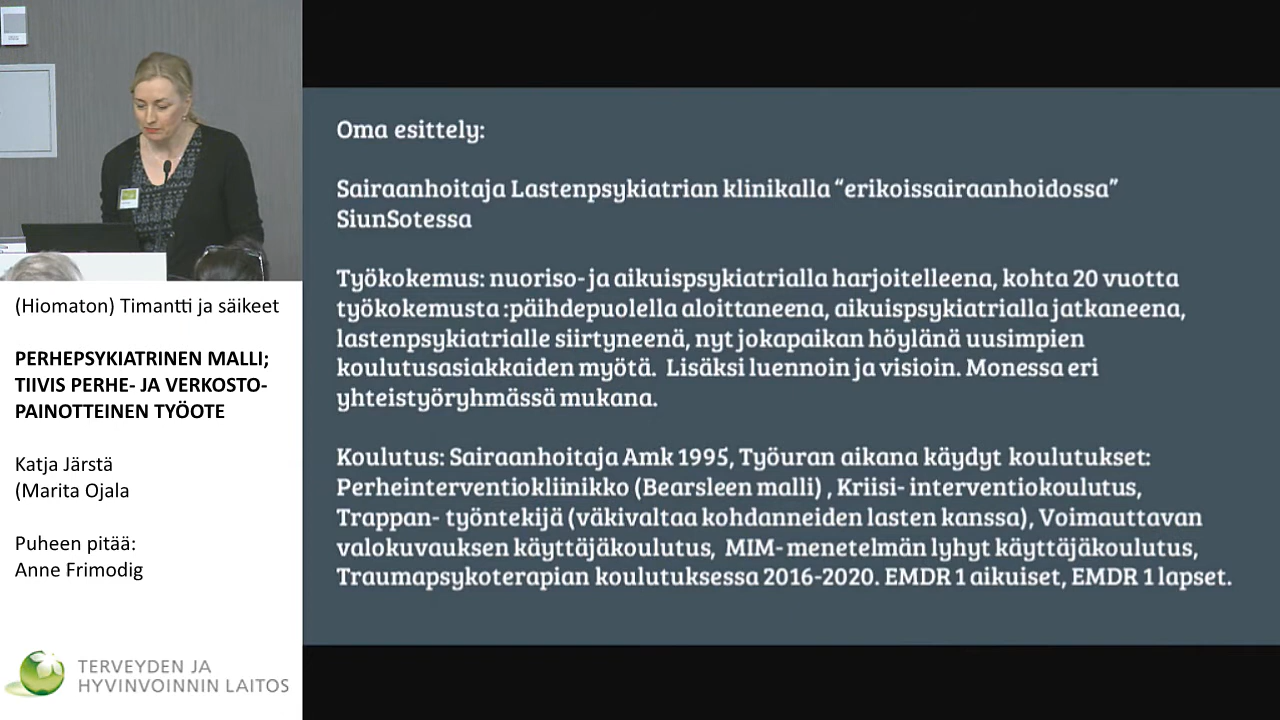 (Hiomaton) Timantti ja säikeet
PERHEPSYKIATRINEN MALLI;
TIIVIS PERHE- JA VERKOSTO-
PAINOTTEINEN TYÖOTE
Katja Järstä
(Marita Ojala
Puheen pitää:
Anne Frimodig
TERVEYDEN JA
HYVINVOINNIN LAITOS
Oma esittely:
Sairaanhoitaja Lastenpsykiatrian klinikalla “erikoissairaanhoidossa”
SiunSotessa
Työkokemus: nuoriso- ja aikuispsykiatrialla harjoitelleena, kohta 20 vuotta
työkokemusta :päihdepuolella aloittaneena, aikuispsykiatrialla jatkaneena,
lastenpsykiatrialle siirtyneenä, nyt jokapaikan höylänä uusimpien
koulutusasiakkaiden myötä. Lisäksi luennoin ja visioin. Monessa eri
yhteistyöryhmässä mukana.
Koulutus: Sairaanhoitaja Amk 1995, Työuran aikana käydyt koulutukset:
Perheinterventiokliinikko (Bearsleen malli) , Kriisi- interventiokoulutus,
Trappan- työntekijä (väkivaltaa kohdanneiden lasten kanssa), Voimauttavan
valokuvauksen käyttäjäkoulutus, MIM- menetelmän lyhyt käyttäjäkoulutus,
Traumapsykoterapian koulutuksessa 2016-2020. EMDR 1 aikuiset, EMDR 1 lapset.